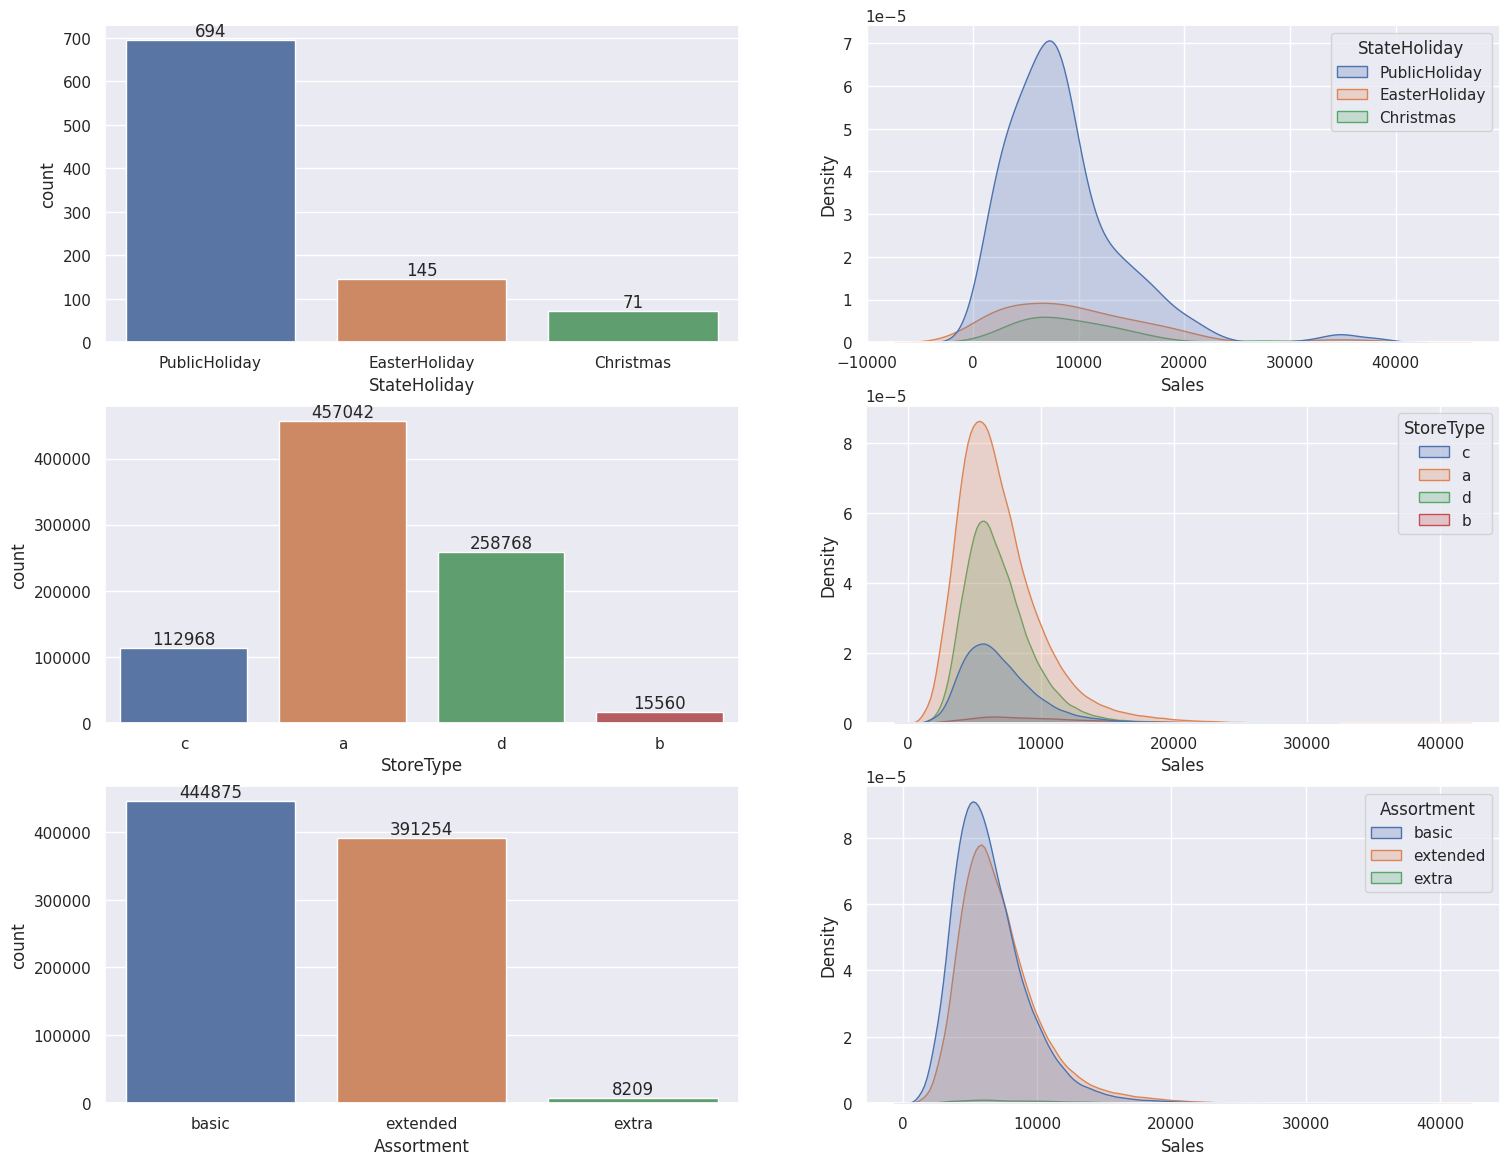 694
700
600
500
400
300
200
100
0
count
145
71
PublicHoliday
EasterHoliday
Christmas
StateHoliday
1e−5
7
6
5
4
3
2
1
0
Density
StateHoliday
PublicHoliday
EasterHoliday
Christmas
−10000
0
10000
20000
30000
40000
Sales
457042
400000
300000
200000
100000
0
count
112968
258768
15560
c
a
d
b
StoreType
1e−5
8
6
4
2
0
Density
StoreType
c
a
d
b
0
10000
20000
30000
40000
Sales
444875
400000
300000
200000
100000
0
count
391254
8209
basic
extended
extra
Assortment
1e−5
8
6
4
2
0
Density
Assortment
basic
extended
extra
0
10000
20000
30000
40000
Sales